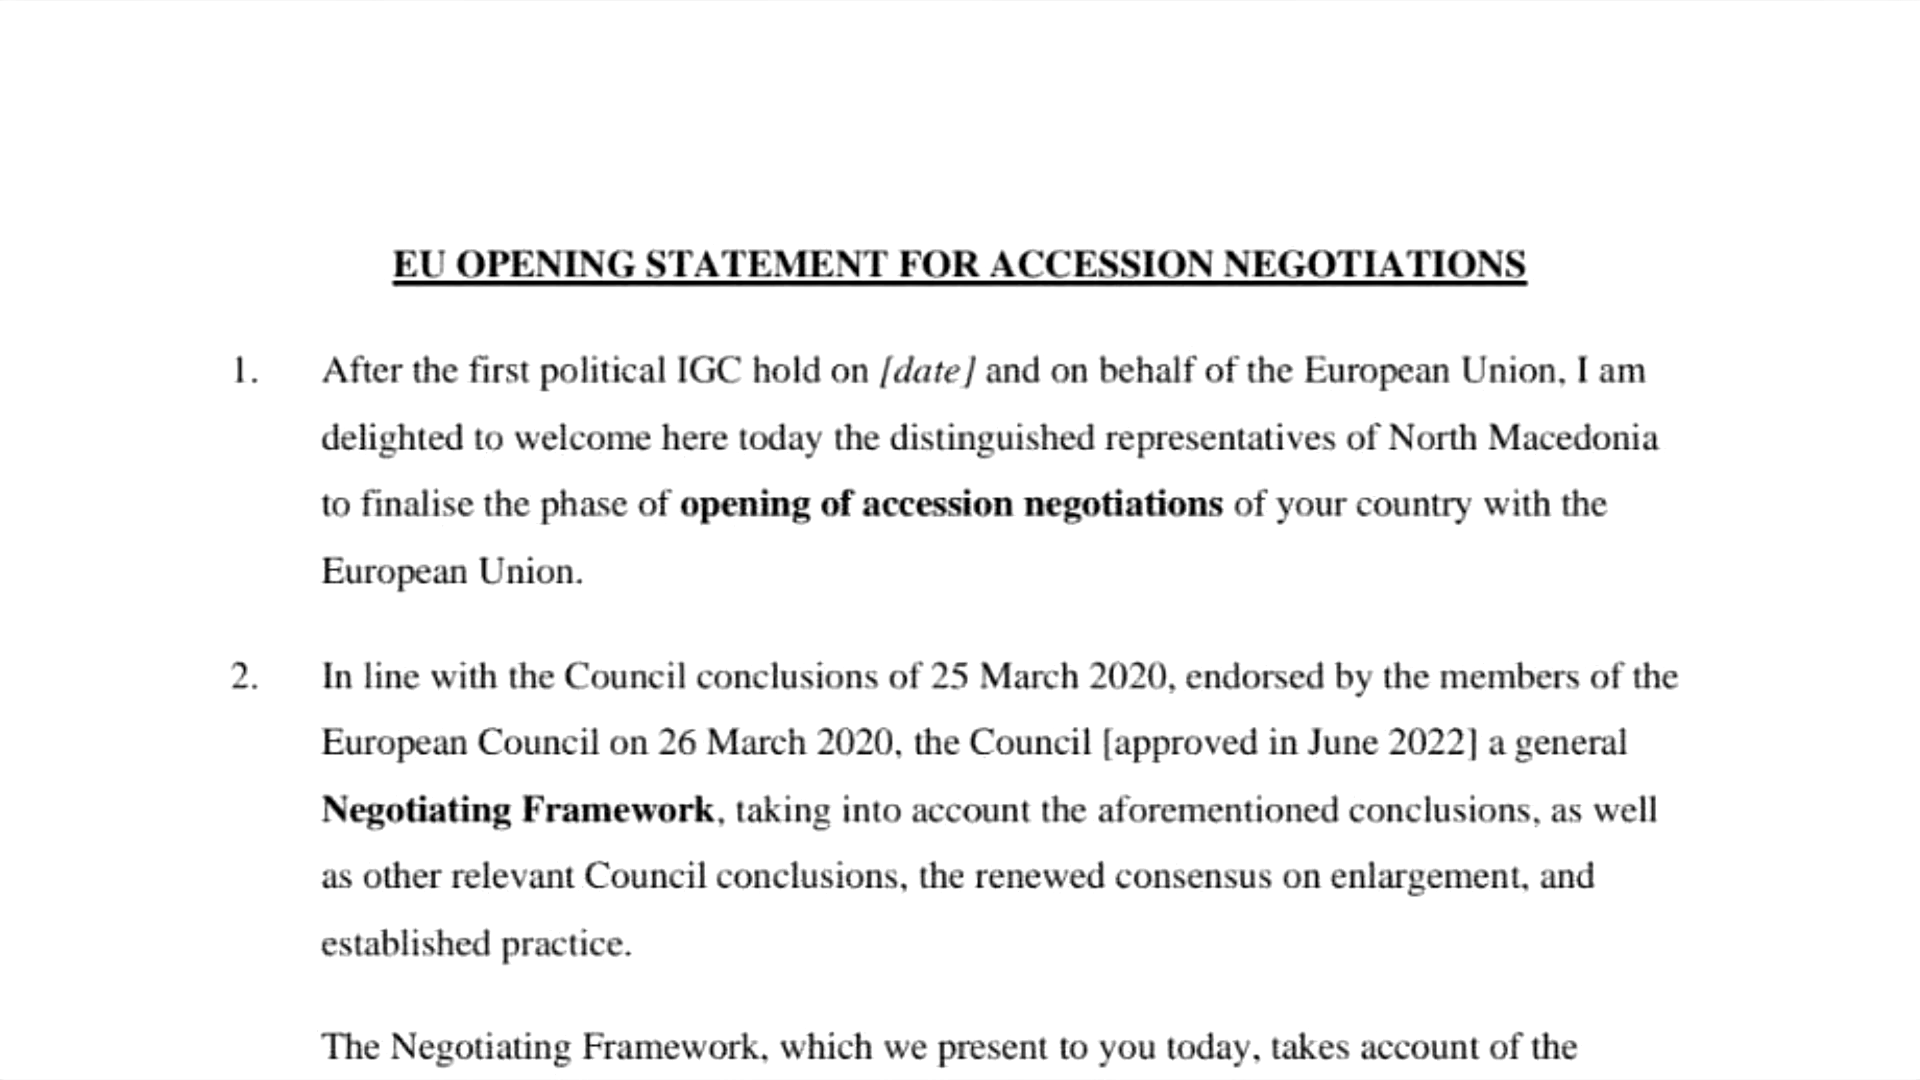 EU OPENING STATEMENT FOR ACCESSION NEGOTIATIONS
1. After the first political IGC hold on [date] and on behalf of the European Union, I am
delighted to welcome here today the distinguished representatives of North Macedonia
to finalise the phase of opening of accession negotiations of your country with the
European Union.
2. In line with the Council conclusions of 25 March 2020, endorsed by the members of the
European Council on 26 March 2020, the Council [approved in June 2022] a general
Negotiating Framework, taking into account the aforementioned conclusions, as well
as other relevant Council conclusions, the renewed consensus on enlargement, and
established practice.
The Negotiating Framework, which we present to you today, takes account of the